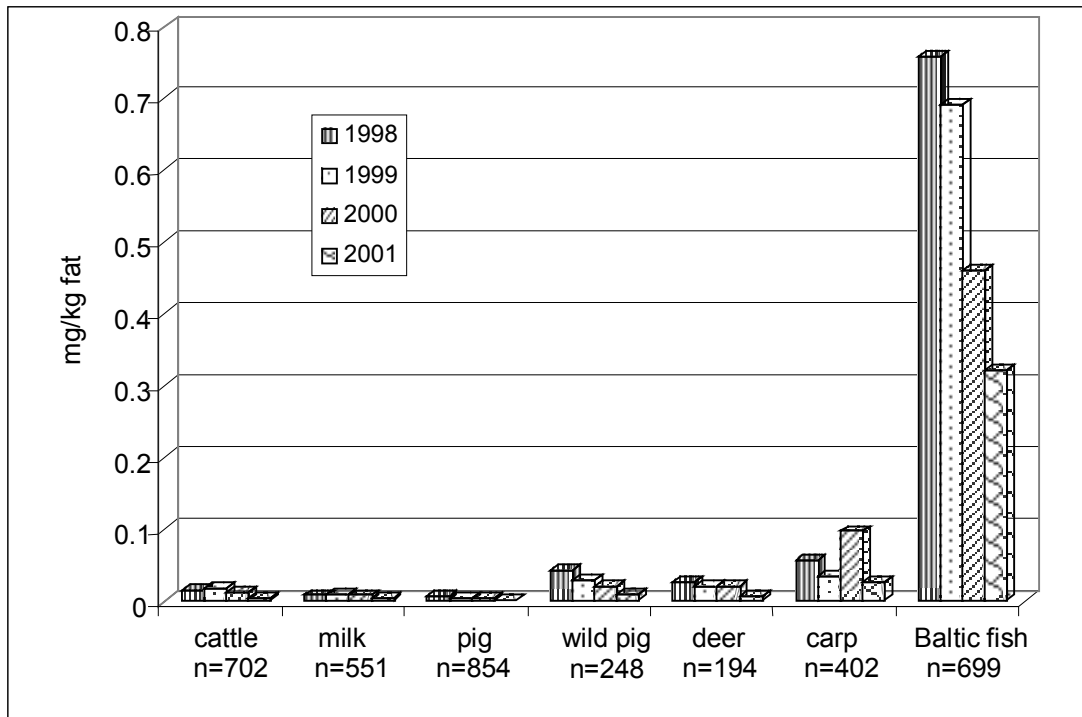 0.8
0.7
0.6
0.5
0.4
0.3
0.2
0.1
0
mg/kg fat
1998
1999
2000
2001
cattle
n=702
milk
n=551
pig
n=854
wild pig
n=248
deer
n=194
carp
n=402
Baltic fish
n=699